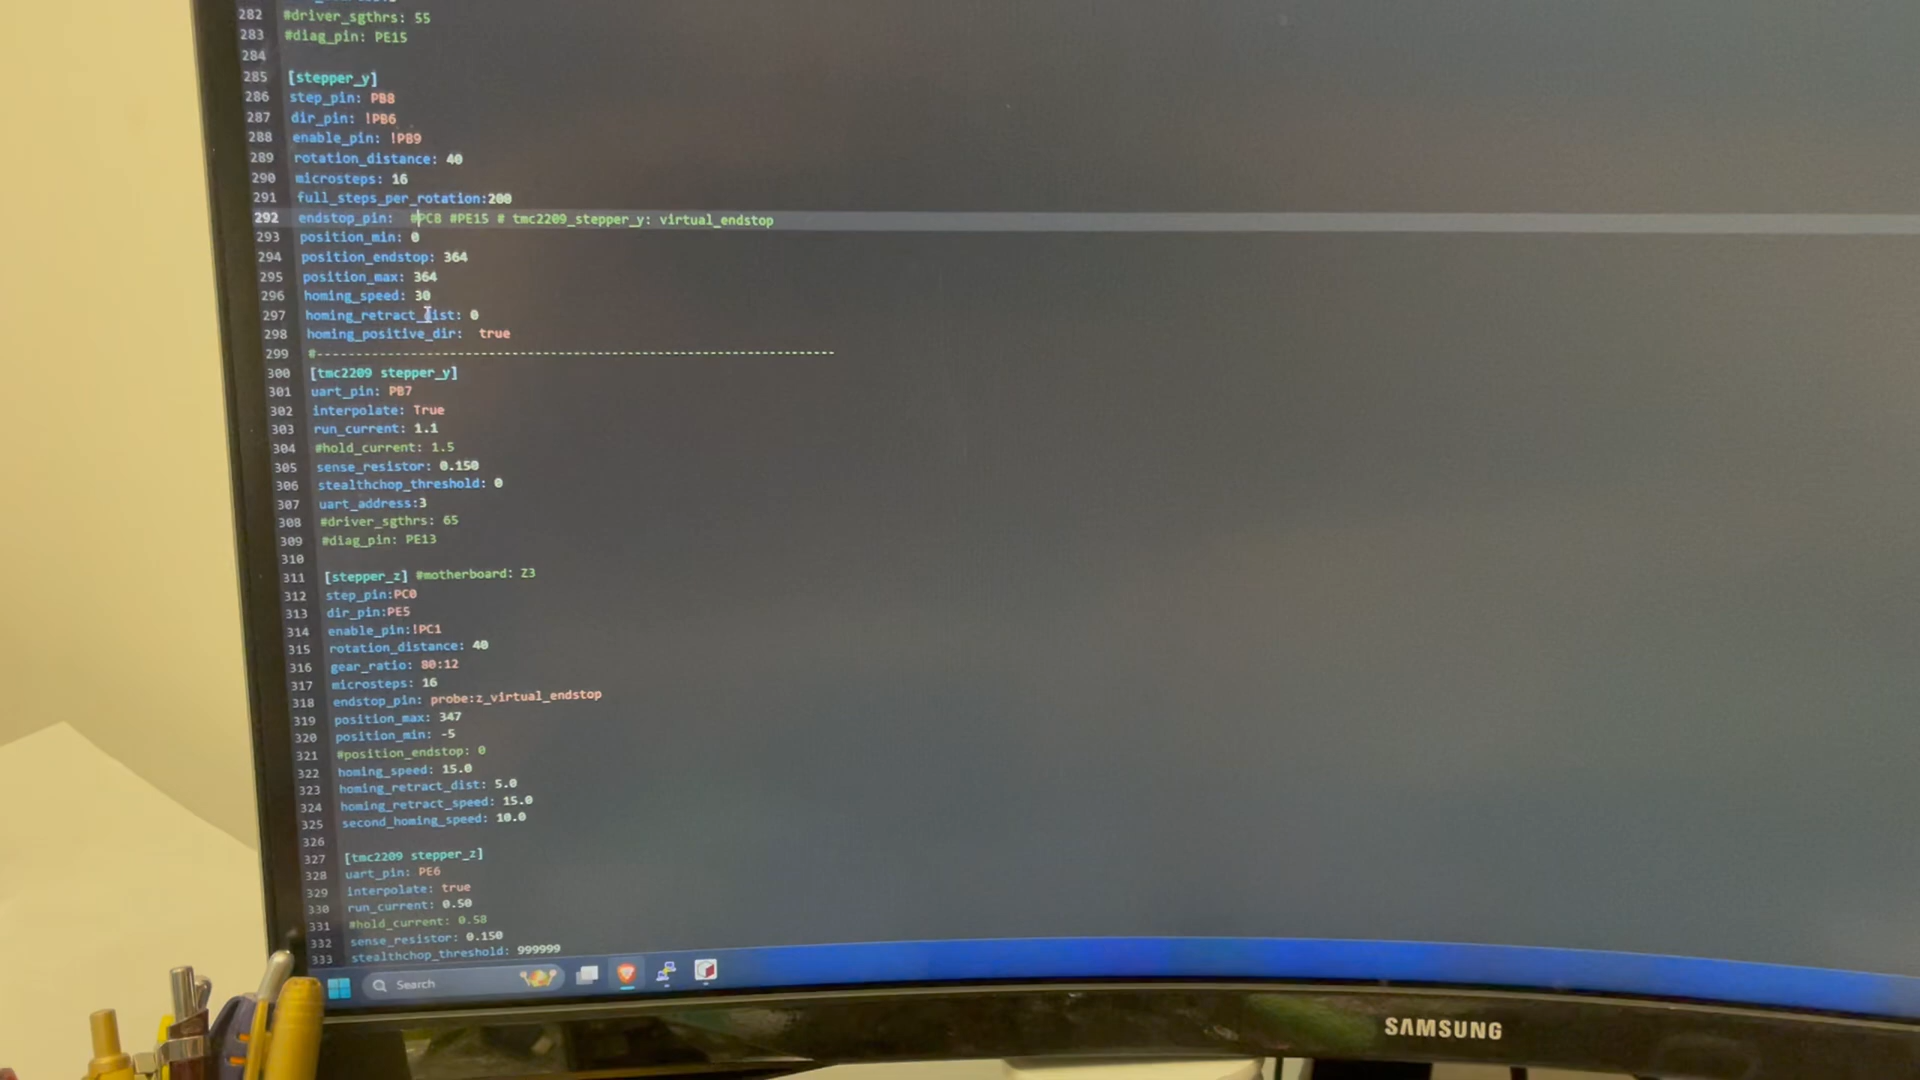 282 #driver_sgthrs: 55
283 #diag_pin: PE15
284
285 [stepper_y]
286 step_pin: PB8
287 dir_pin: !PB6
288 enable_pin: !PB9
289 rotation_distance: 40
290 microsteps: 16
291 full_steps_per_rotation:200
292 endstop_pin: #PC8 #PE15 # tmc2209_stepper_y: virtual_endstop
293 position_min: 0
294 position_endstop: 364
295 position_max: 364
296 homing_speed: 30
297 homing_retract_dist: 0
298 homing_positive_dir: true
299 #------------------------------------------------------------------
300 [tmc2209 stepper_y]
301 uart_pin: PB7
302 interpolate: True
303 run_current: 1.1
304 #hold_current: 1.5
305 sense_resistor: 0.150
306 stealthchop_threshold: 0
307 uart_address:3
308 #driver_sgthrs: 65
309 #diag_pin: PE13
310
311 [stepper_z] #motherboard: Z3
312 step_pin:PC0
313 dir_pin:PE5
314 enable_pin:!PC1
315 rotation_distance: 40
316 gear_ratio: 80:12
317 microsteps: 16
318 endstop_pin: probe:z_virtual_endstop
319 position_max: 347
320 position_min: -5
321 #position_endstop: 0
322 homing_speed: 15.0
323 homing_retract_dist: 5.0
324 homing_retract_speed: 15.0
325 second_homing_speed: 10.0
326
327 [tmc2209 stepper_z]
328 uart_pin: PE6
329 interpolate: true
330 run_current: 0.50
331 #hold_current: 0.58
332 sense_resistor: 0.150
333 stealthchop_threshold: 999999
Search
SAMSUNG